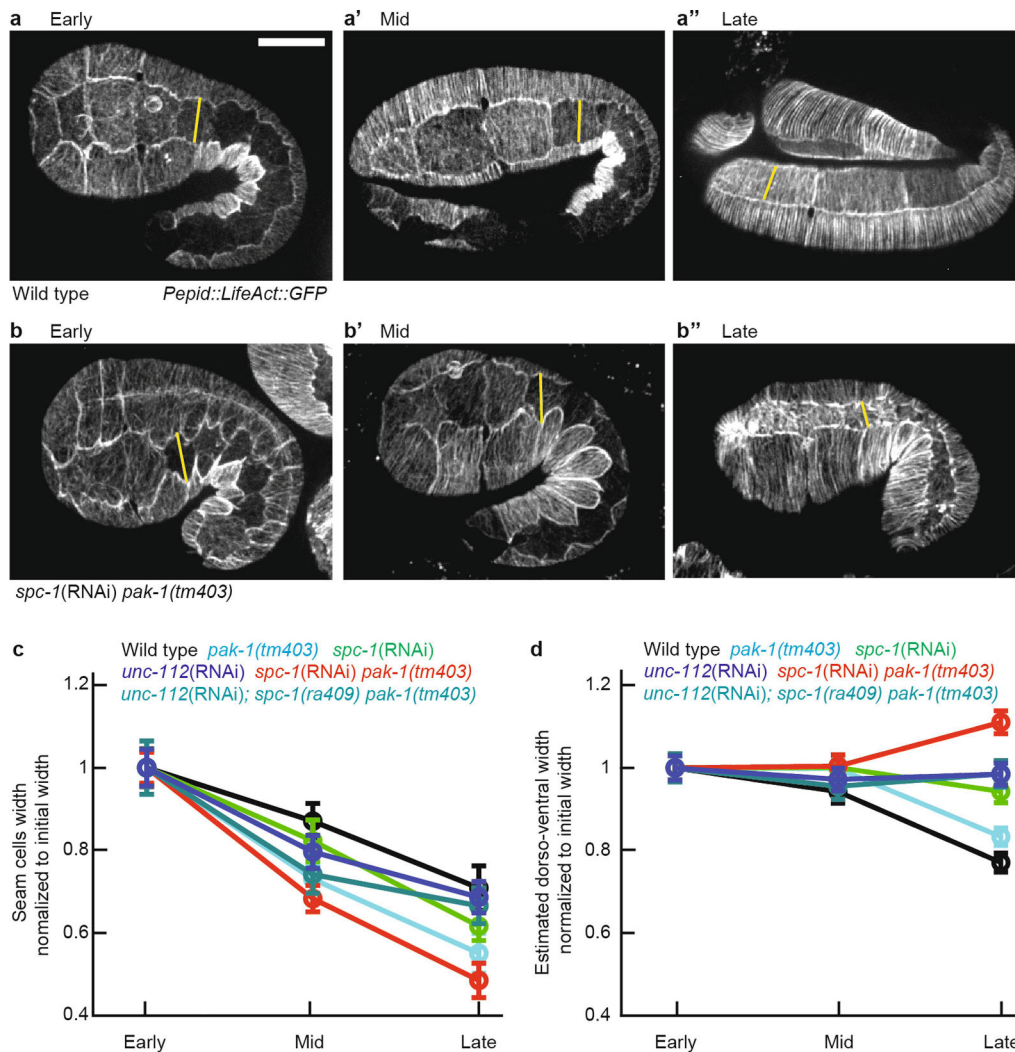 a Early a' Mid a" Late
Wild type Pepid::LifeAct::GFP
b Early b' Mid b" Late
spc-1(RNAi) pak-1(tm403)
c
Wild type pak-1(tm403) spc-1(RNAi)
unc-112(RNAi) spc-1(RNAi) pak-1(tm403)
unc-112(RNAi); spc-1(ra409) pak-1(tm403)
Seam cells width
normalized to initial width
1.2
1
0.8
0.6
0.4
Early Mid Late
d
Wild type pak-1(tm403) spc-1(RNAi)
unc-112(RNAi) spc-1(RNAi) pak-1(tm403)
unc-112(RNAi); spc-1(ra409) pak-1(tm403)
Estimated dorso-ventral width
normalized to initial width
1.2
1
0.8
0.6
0.4
Early Mid Late